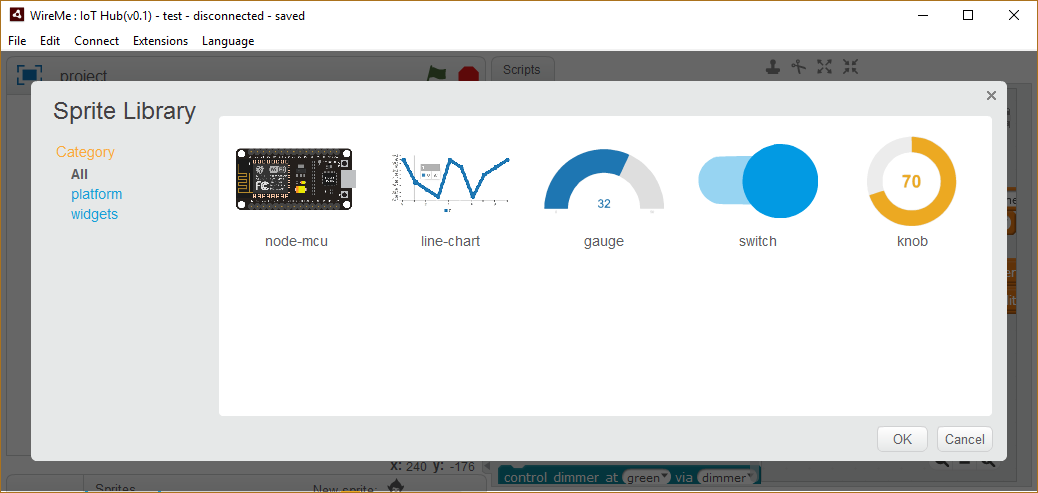 WireMe : IoT Hub(v0.1) - test - disconnected - saved
File Edit Connect Extensions Language
project
Scripts
Sprite Library
Category
All
platform
widgets
node-mcu
line-chart
32
gauge
switch
70
knob
OK Cancel
x: 240 y: -176
control dimmer at green via dimmer
Sprites New sprite: